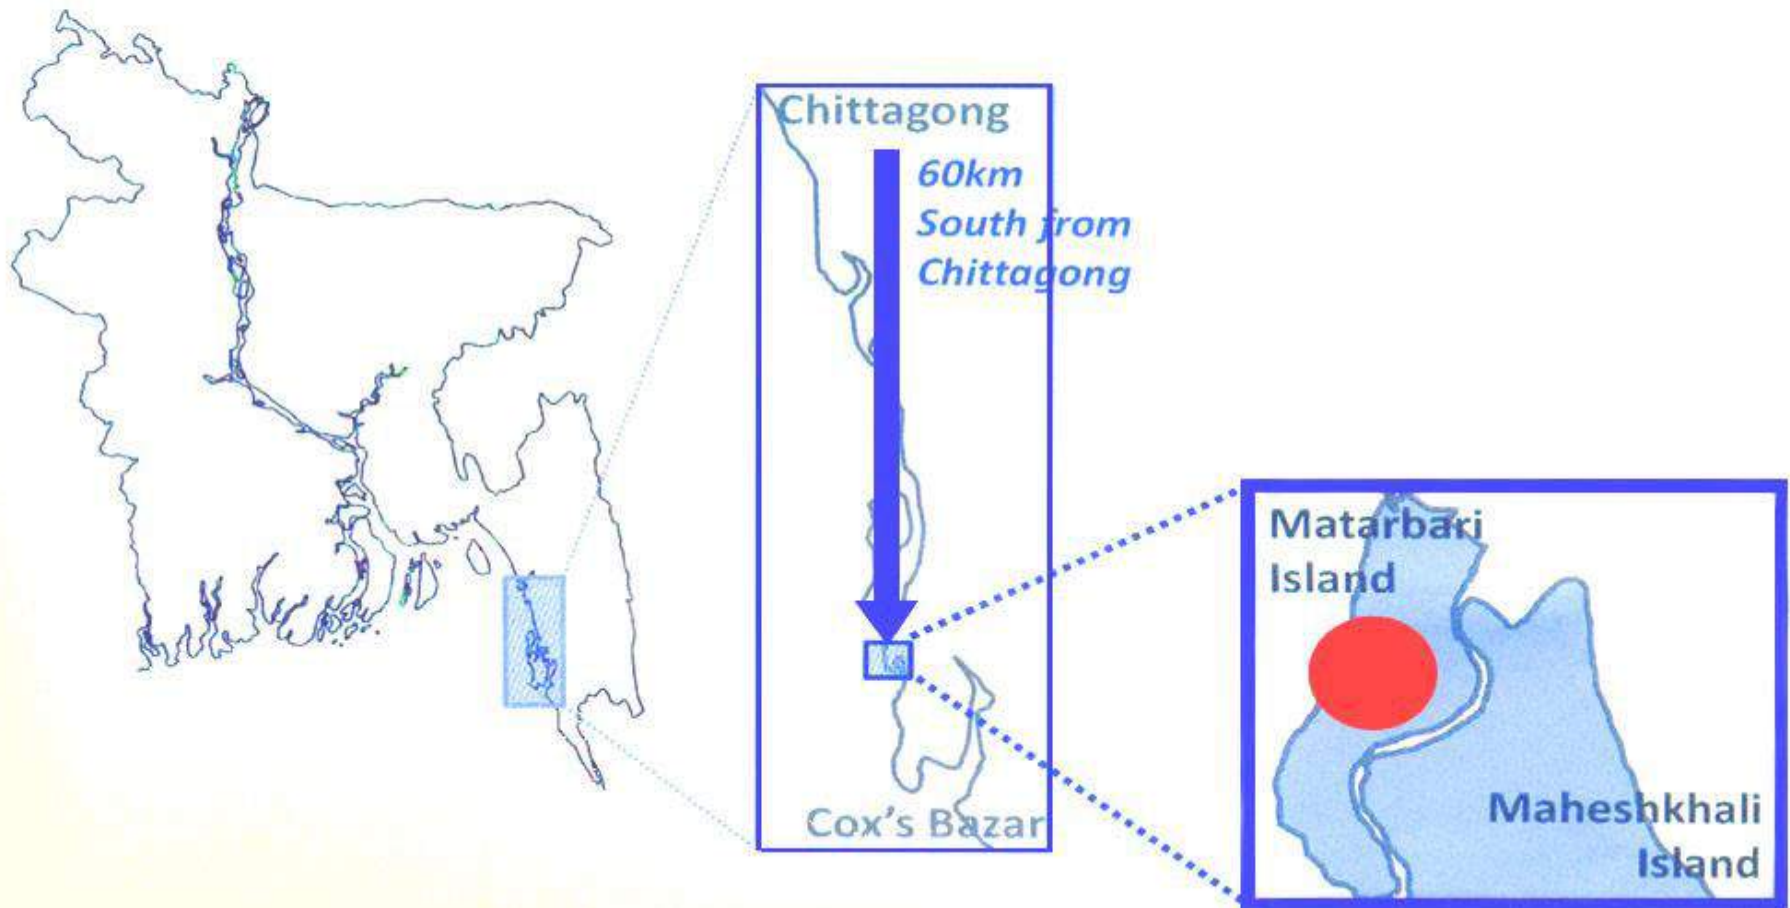 Chittagong
60km
South from
Chittagong
Cox's Bazar
Matarbari
Island
Maheshkhali
Island